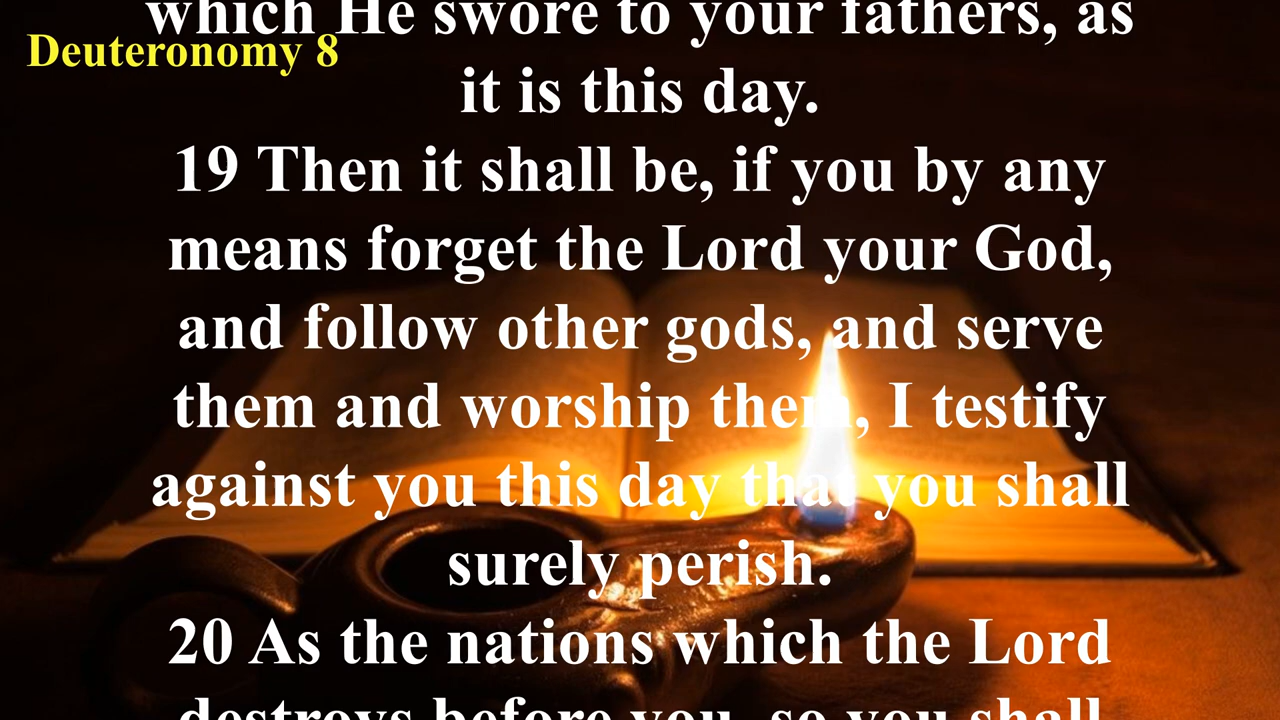 which He swore to your fathers, as
Deuteronomy 8
it is this day.
19 Then it shall be, if you by any
means forget the Lord your God,
and follow other gods, and serve
them and worship them, I testify
against you this day that you shall
surely perish.
20 As the nations which the Lord
destroys before you, so you shall